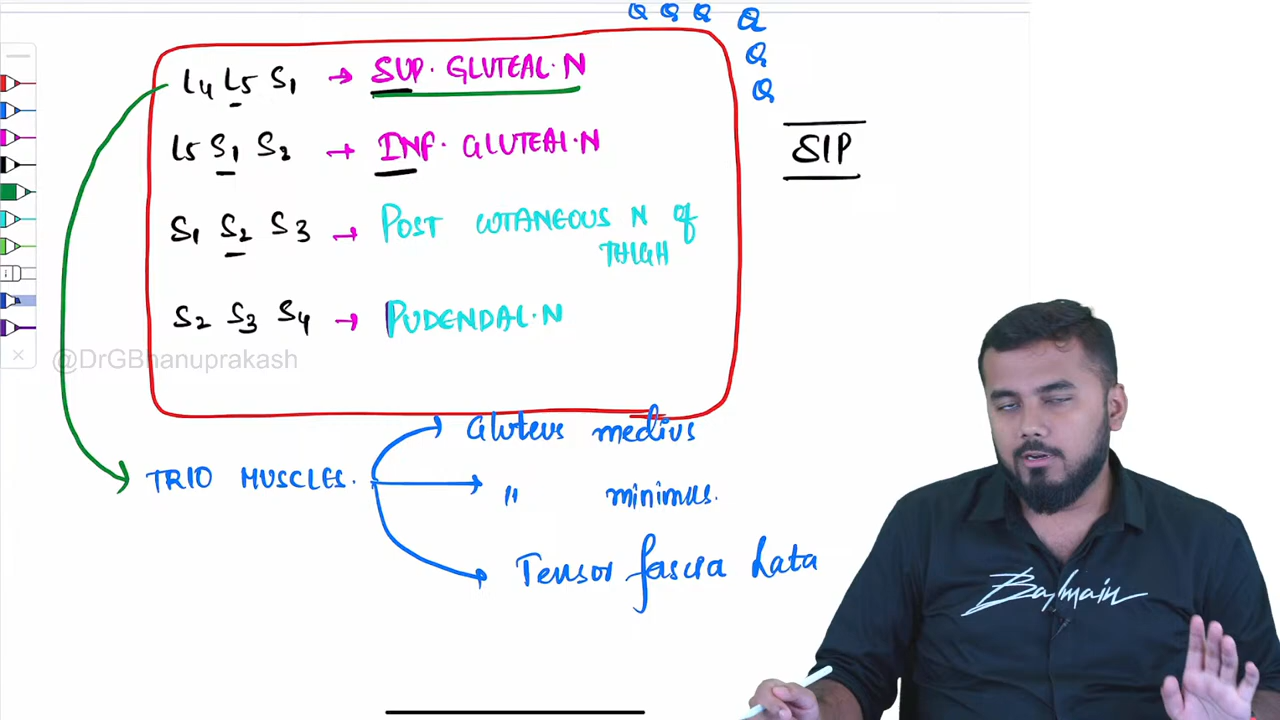 Q Q Q Q
Q
Q
L4 L5 S1 → SUP. GLUTEAL. N
L5 S1 S2 → INF. GLUTEAL. N
SIP
S1 S2 S3 → POST CUTANEOUS N of
THIGH
S2 S3 S4 → PUDENDAL. N
@DrGBhanuprakash
Gluteus medius
TRIO MUSCLES.
" minimus.
Tensor fascia Lata
Balmain